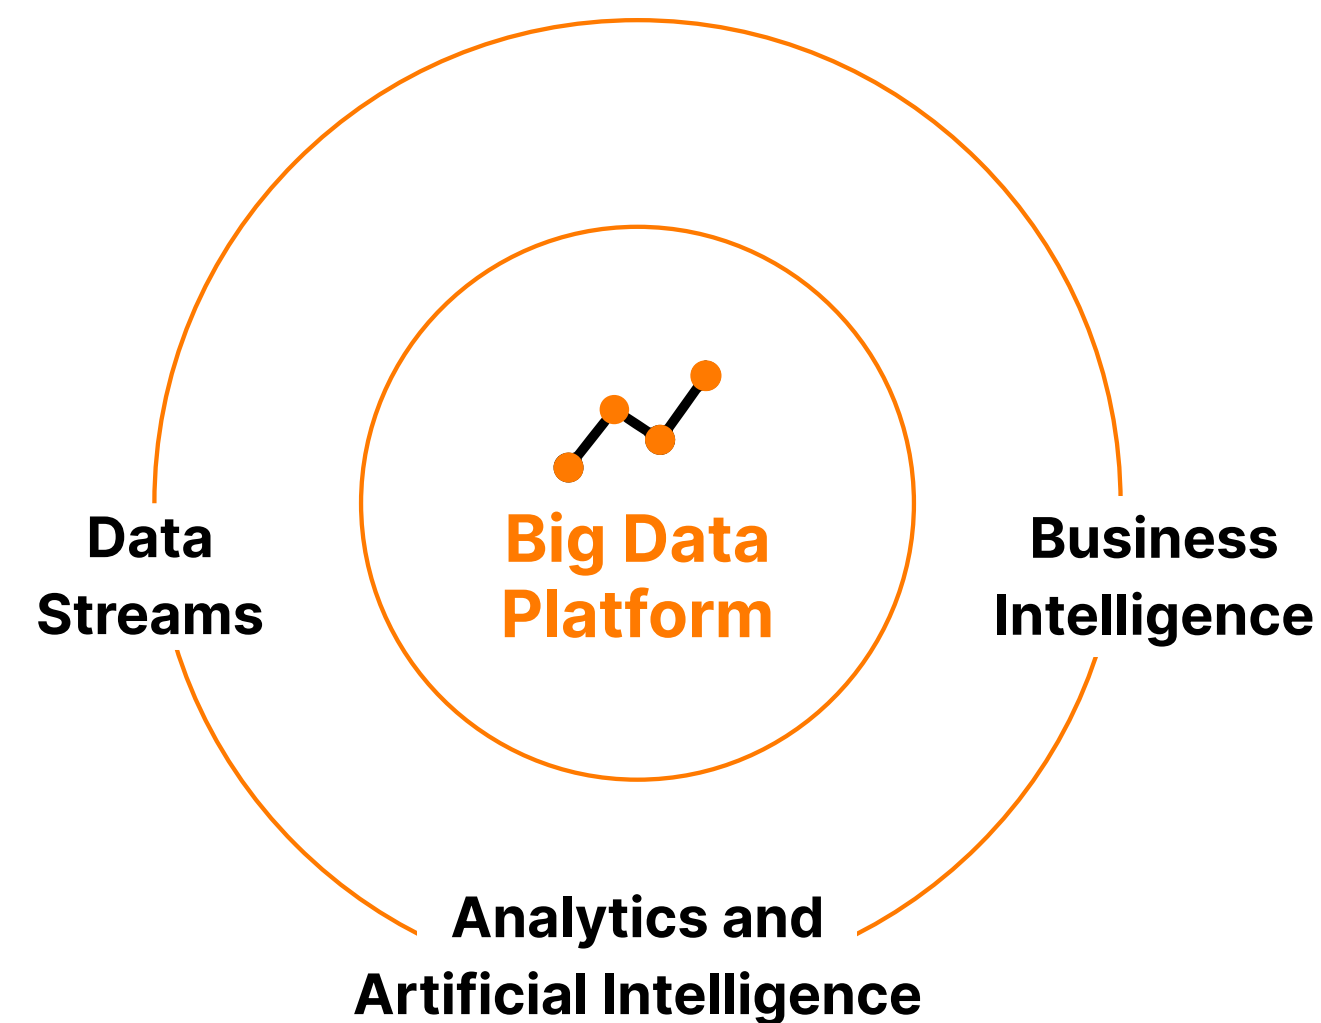 Big Data
Platform
Data
Streams
Business
Intelligence
Analytics and
Artificial Intelligence